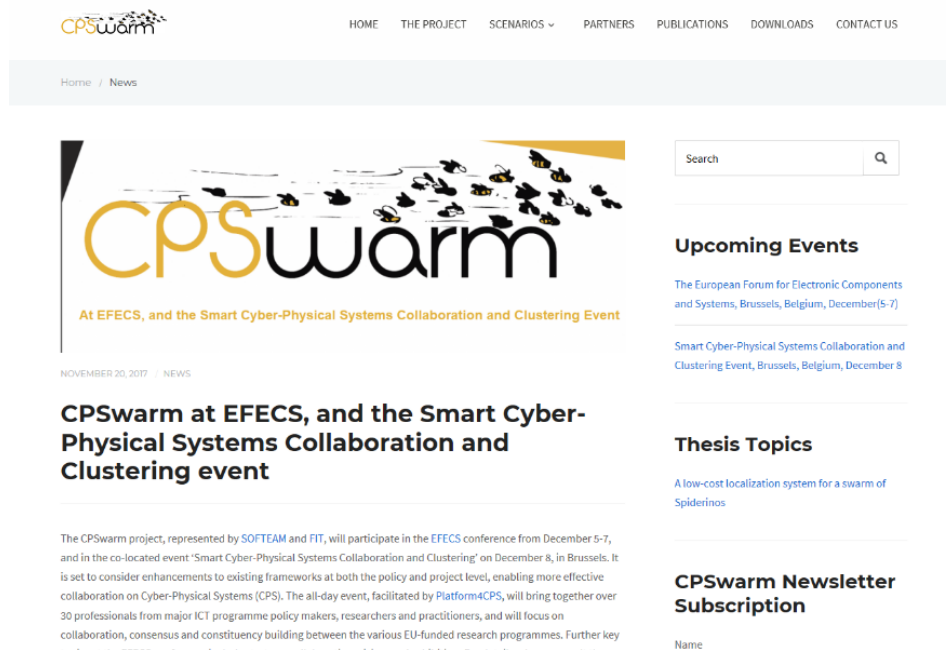 CPSwarm
HOME THE PROJECT SCENARIOS PARTNERS PUBLICATIONS DOWNLOADS CONTACT US
Home / News
CPSwarm
At EFECS, and the Smart Cyber-Physical Systems Collaboration and Clustering Event
NOVEMBER 20, 2017 / NEWS
CPSwarm at EFECS, and the Smart Cyber-
Physical Systems Collaboration and
Clustering event
The CPSwarm project, represented by SOFTEAM and FIT, will participate in the EFECS conference from December 5-7,
and in the co-located event ‘Smart Cyber-Physical Systems Collaboration and Clustering’ on December 8, in Brussels. It
is set to consider enhancements to existing frameworks at both the policy and project level, enabling more effective
collaboration on Cyber-Physical Systems (CPS). The all-day event, facilitated by Platform4CPS, will bring together over
30 professionals from major ICT programme policy makers, researchers and practitioners, and will focus on
collaboration, consensus and constituency building between the various EU-funded research programmes. Further key
Search
Upcoming Events
The European Forum for Electronic Components
and Systems, Brussels, Belgium, December(5-7)
Smart Cyber-Physical Systems Collaboration and
Clustering Event, Brussels, Belgium, December 8
Thesis Topics
A low-cost localization system for a swarm of
Spiderinos
CPSwarm Newsletter
Subscription
Name